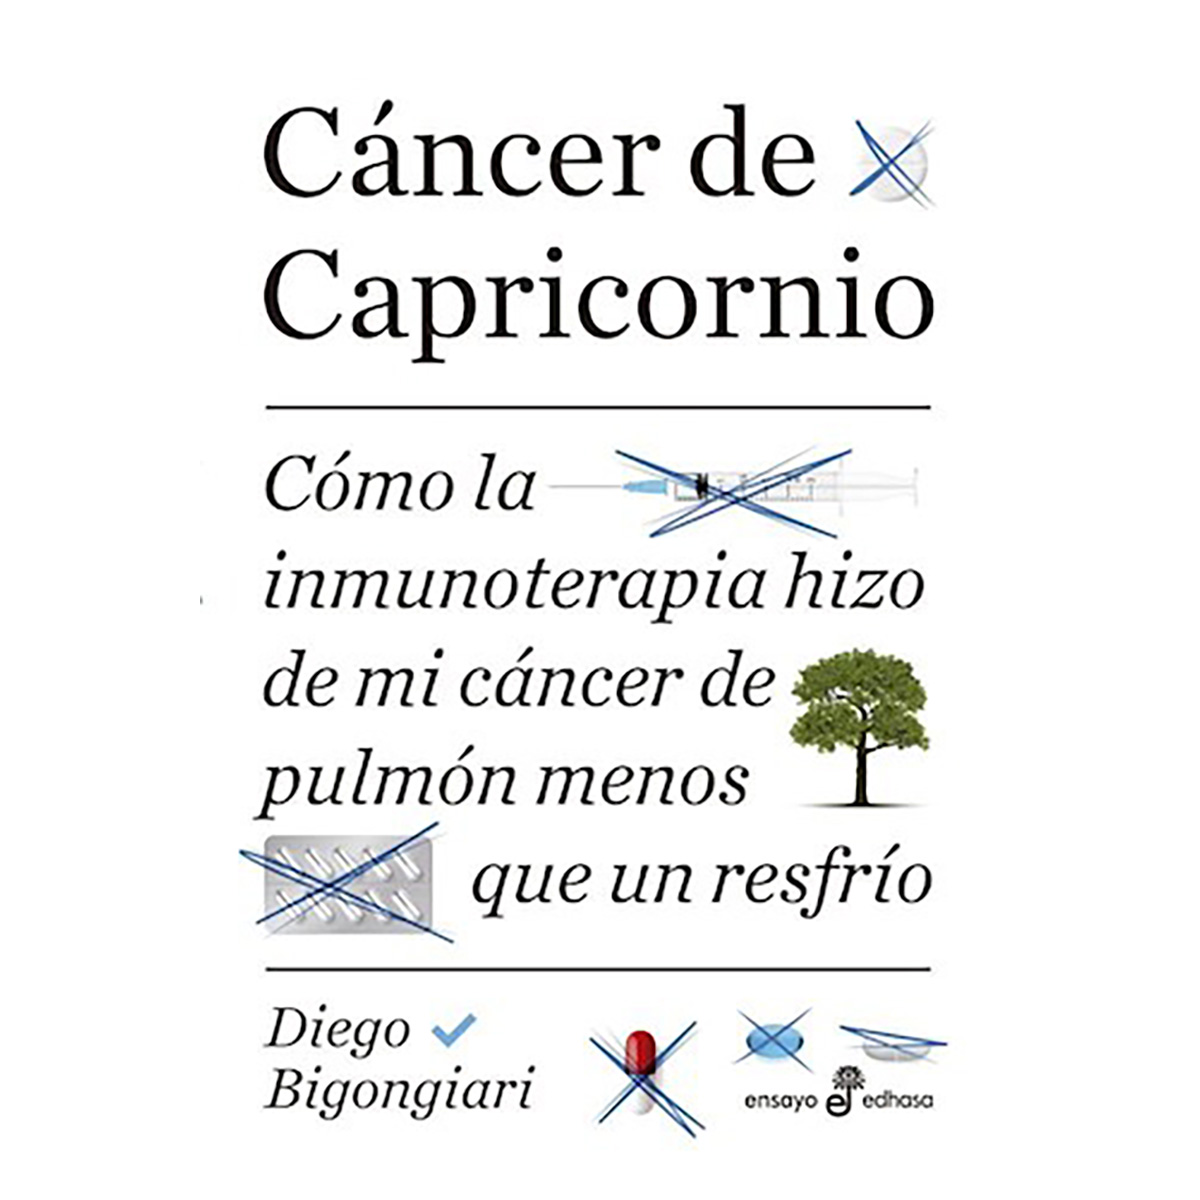 Cáncer de
Capricornio
Cómo la
inmunoterapia hizo
de mi cáncer de
pulmón menos
que un resfrío
Diego
Bigongiari
ensayo edhasa